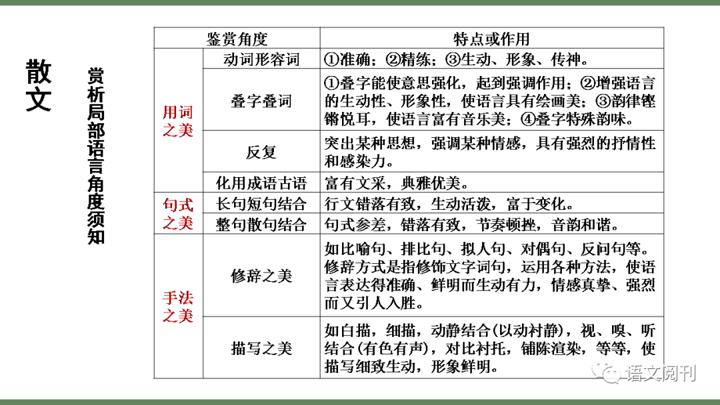 散文
赏析局部语言角度须知
鉴赏角度 特点或作用
用词之美
动词形容词 ①准确；②精练；③生动、形象、传神。
叠字叠词 ①叠字能使意思强化，起到强调作用；②增强语言
的生动性、形象性，使语言具有绘画美；③韵律铿
锵悦耳，使语言富有音乐美；④叠字特殊韵味。
反复 突出某种思想，强调某种情感，具有强烈的抒情性
和感染力。
化用成语古语 富有文采，典雅优美。
句式之美
长句短句结合 行文错落有致，生动活泼，富于变化。
整句散句结合 句式参差，错落有致，节奏顿挫，音韵和谐。
手法之美
修辞之美 如比喻句、排比句、拟人句、对偶句、反问句等。
修辞方式是指修饰文字词句，运用各种方法，使语
言表达得准确、鲜明而生动有力，情感真挚、强烈
而又引人入胜。
描写之美 如白描，细描，动静结合(以动衬静)，视、嗅、听
结合(有色有声)，对比衬托，铺陈渲染，等等，使
描写细致生动，形象鲜明。
语文阅刊